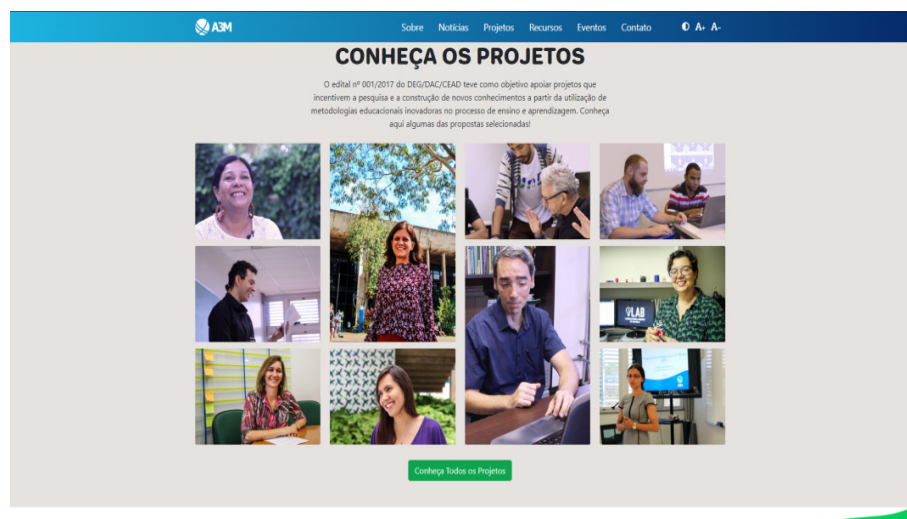 A3M
Sobre Notícias Projetos Recursos Eventos Contato A+ A-
CONHEÇA OS PROJETOS
O edital nº 001/2017 do DEG/DAC/CEAD teve como objetivo apoiar projetos que
incentivem a pesquisa e a construção de novos conhecimentos a partir da utilização de
metodologias educacionais inovadoras no processo de ensino e aprendizagem. Conheça
aqui algumas das propostas selecionadas!
LAB
Conheça Todos os Projetos